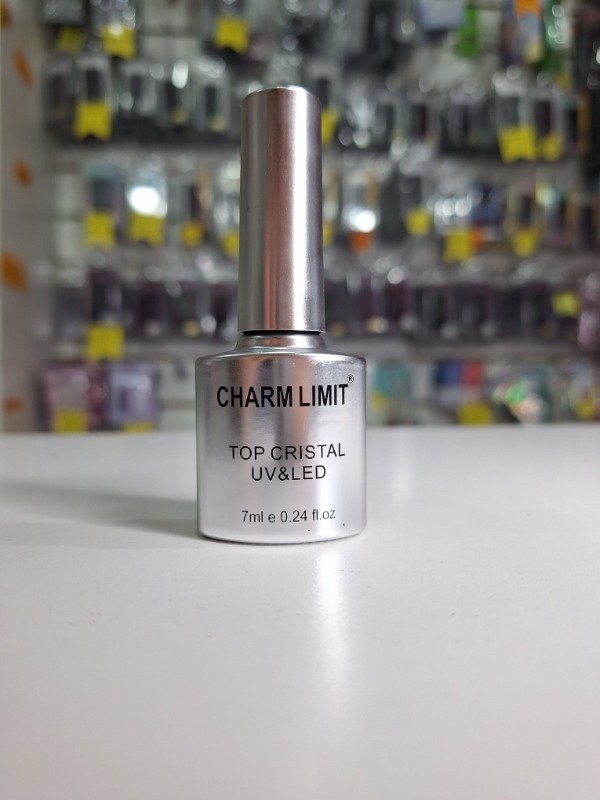 CHARM LIMIT®
TOP CRISTAL
UV&LED
7ml e 0.24 fl.oz